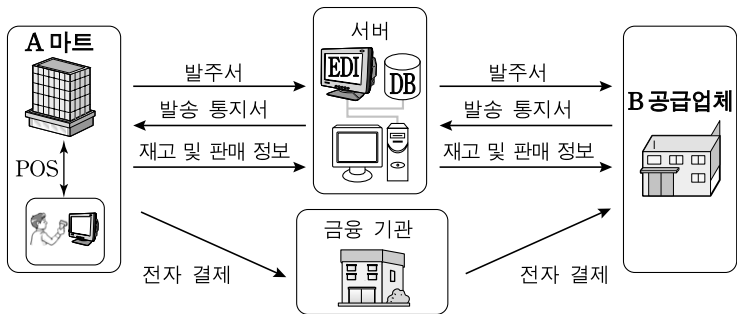 A 마트
POS
발주서
발송 통지서
재고 및 판매 정보
전자 결제
서버
EDI
DB
금융 기관
발주서
발송 통지서
재고 및 판매 정보
전자 결제
B 공급업체